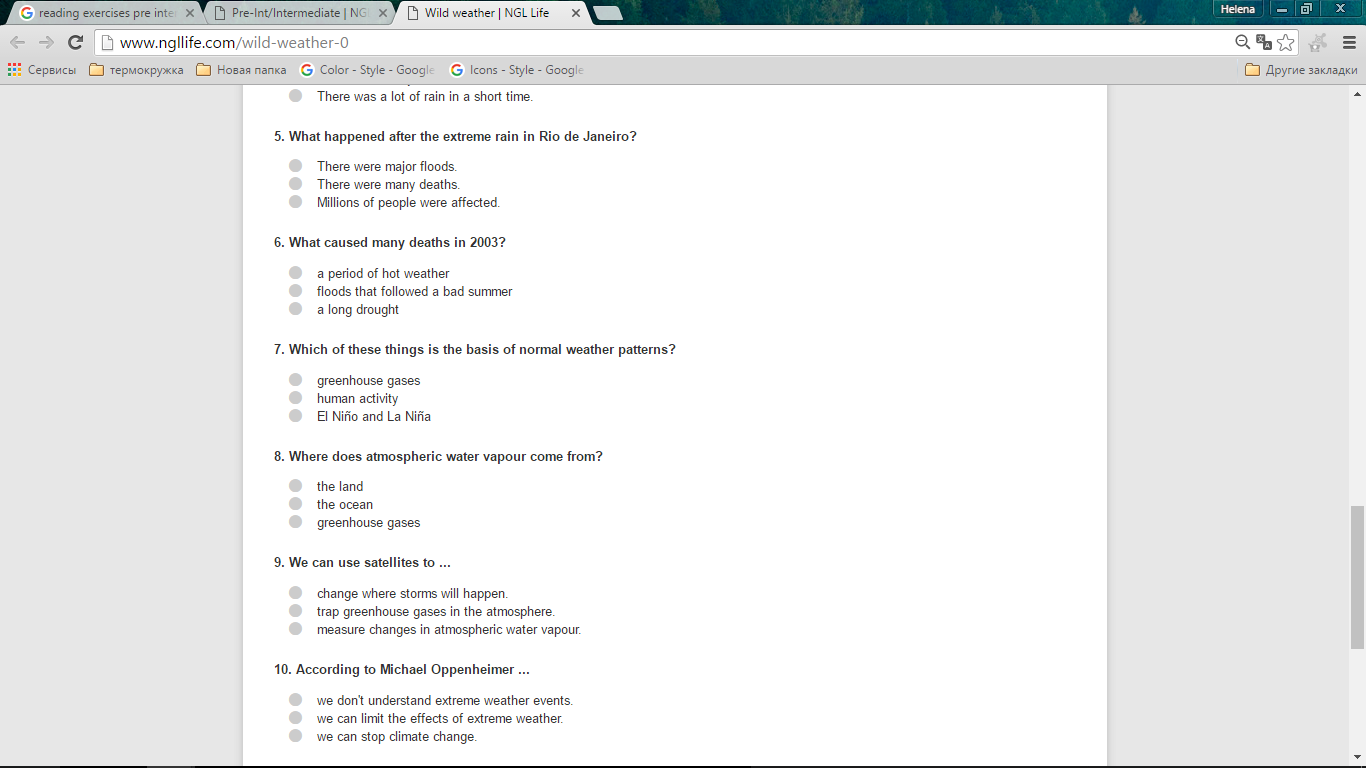 reading exercises pre inte
Pre-Int/Intermediate | NG
Wild weather | NGL Life
Helena
www.ngllife.com/wild-weather-0
Сервисы
термокружка
Новая папка
Color - Style - Google
Icons - Style - Google
Другие закладки
There was a lot of rain in a short time.
5. What happened after the extreme rain in Rio de Janeiro?
There were major floods.
There were many deaths.
Millions of people were affected.
6. What caused many deaths in 2003?
a period of hot weather
floods that followed a bad summer
a long drought
7. Which of these things is the basis of normal weather patterns?
greenhouse gases
human activity
El Niño and La Niña
8. Where does atmospheric water vapour come from?
the land
the ocean
greenhouse gases
9. We can use satellites to ...
change where storms will happen.
trap greenhouse gases in the atmosphere.
measure changes in atmospheric water vapour.
10. According to Michael Oppenheimer ...
we don't understand extreme weather events.
we can limit the effects of extreme weather.
we can stop climate change.